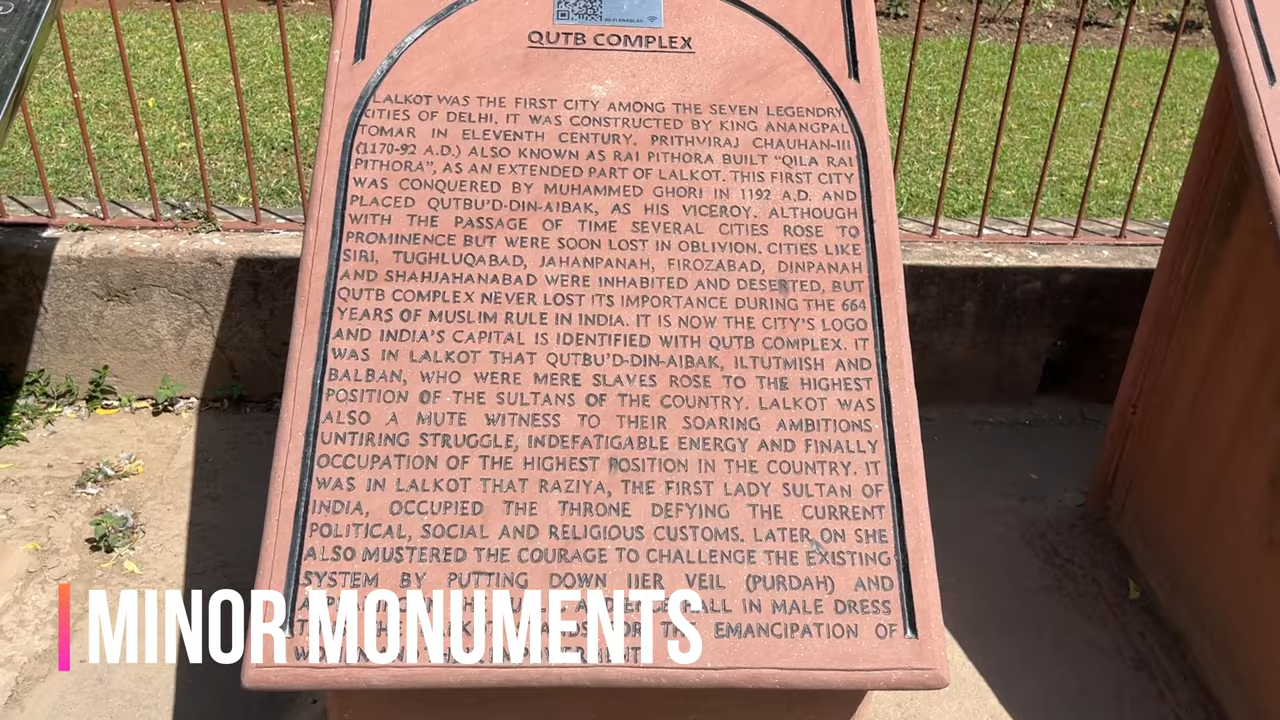 WI-FI ENABLED
QUTB COMPLEX
LALKOT WAS THE FIRST CITY AMONG THE SEVEN LEGENDRY
CITIES OF DELHI. IT WAS CONSTRUCTED BY KING ANANGPAL
TOMAR IN ELEVENTH CENTURY. PRITHVIRAJ CHAUHAN-III
(1170-92 A.D.) ALSO KNOWN AS RAI PITHORA BUILT "QILA RAI
PITHORA", AS AN EXTENDED PART OF LALKOT. THIS FIRST CITY
WAS CONQUERED BY MUHAMMED GHORI IN 1192 A.D. AND
PLACED QUTBU'D-DIN-AIBAK, AS HIS VICEROY. ALTHOUGH
WITH THE PASSAGE OF TIME SEVERAL CITIES ROSE TO
PROMINENCE BUT WERE SOON LOST IN OBLIVION. CITIES LIKE
SIRI, TUGHLUQABAD, JAHANPANAH, FIROZABAD, DINPANAH
AND SHAHJAHANABAD WERE INHABITED AND DESERTED, BUT
QUTB COMPLEX NEVER LOST ITS IMPORTANCE DURING THE 664
YEARS OF MUSLIM RULE IN INDIA. IT IS NOW THE CITY'S LOGO
AND INDIA'S CAPITAL IS IDENTIFIED WITH QUTB COMPLEX. IT
WAS IN LALKOT THAT QUTBU'D-DIN-AIBAK, ILTUTMISH AND
BALBAN, WHO WERE MERE SLAVES ROSE TO THE HIGHEST
POSITION OF THE SULTANS OF THE COUNTRY. LALKOT WAS
ALSO A MUTE WITNESS TO THEIR SOARING AMBITIONS
UNTIRING STRUGGLE, INDEFATIGABLE ENERGY AND FINALLY
OCCUPATION OF THE HIGHEST POSITION IN THE COUNTRY. IT
WAS IN LALKOT THAT RAZIYA, THE FIRST LADY SULTAN OF
INDIA, OCCUPIED THE THRONE DEFYING THE CURRENT
POLITICAL, SOCIAL AND RELIGIOUS CUSTOMS. LATER ON SHE
ALSO MUSTERED THE COURAGE TO CHALLENGE THE EXISTING
SYSTEM BY PUTTING DOWN HER VEIL (PURDAH) AND
HALL IN MALE DRESS
EMANCIPATION OF
MINOR MONUMENTS